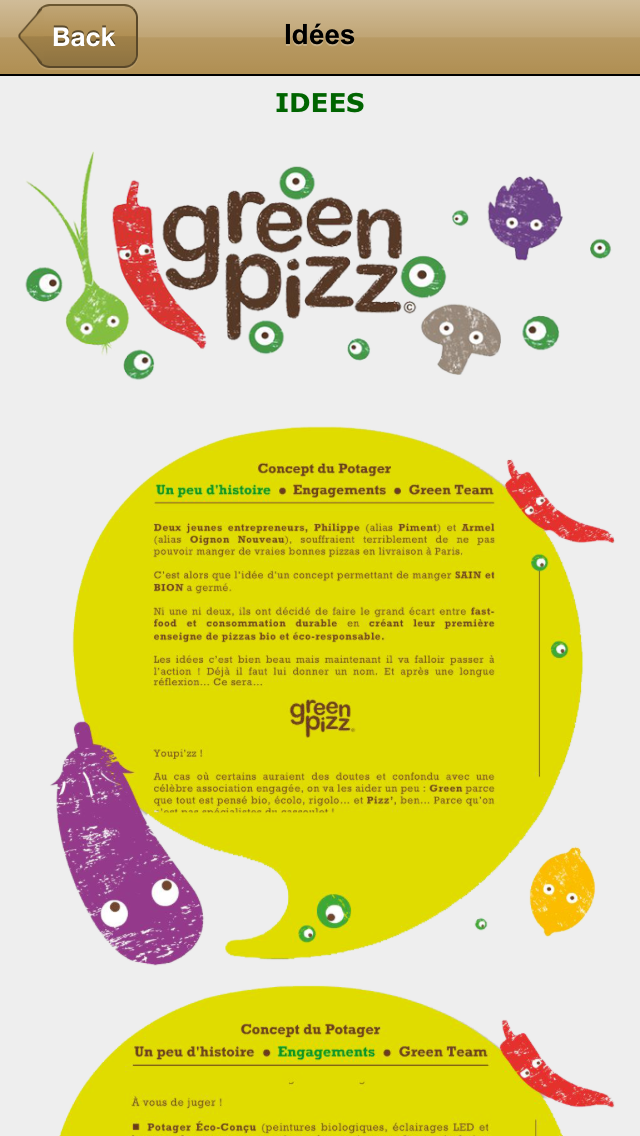 Back
Idées
IDEES
green
pizz©
Concept du Potager
Un peu d'histoire ● Engagements ● Green Team
Deux jeunes entrepreneurs, Philippe (alias Piment) et Armel
(alias Oignon Nouveau), souffraient terriblement de ne pas
pouvoir manger de vraies bonnes pizzas en livraison à Paris.
C'est alors que l'idée d'un concept permettant de manger SAIN et
BION a germé.
Ni une ni deux, ils ont décidé de faire le grand écart entre fast-
food et consommation durable en créant leur première
enseigne de pizzas bio et éco-responsable.
Les idées c'est bien beau mais maintenant il va falloir passer à
l'action ! Déjà il faut lui donner un nom. Et après une longue
réflexion... Ce sera...
green
pizz©
Youpi'zz !
Au cas où certains auraient des doutes et confondu avec une
célèbre association engagée, on va les aider un peu : Green parce
que tout est pensé bio, écolo, rigolo... et Pizz', ben... Parce qu'on
n'est pas spécialistes du cassoulet !
Concept du Potager
Un peu d'histoire ● Engagements ● Green Team
À vous de juger !
■ Potager Éco-Conçu (peintures biologiques, éclairages LED et